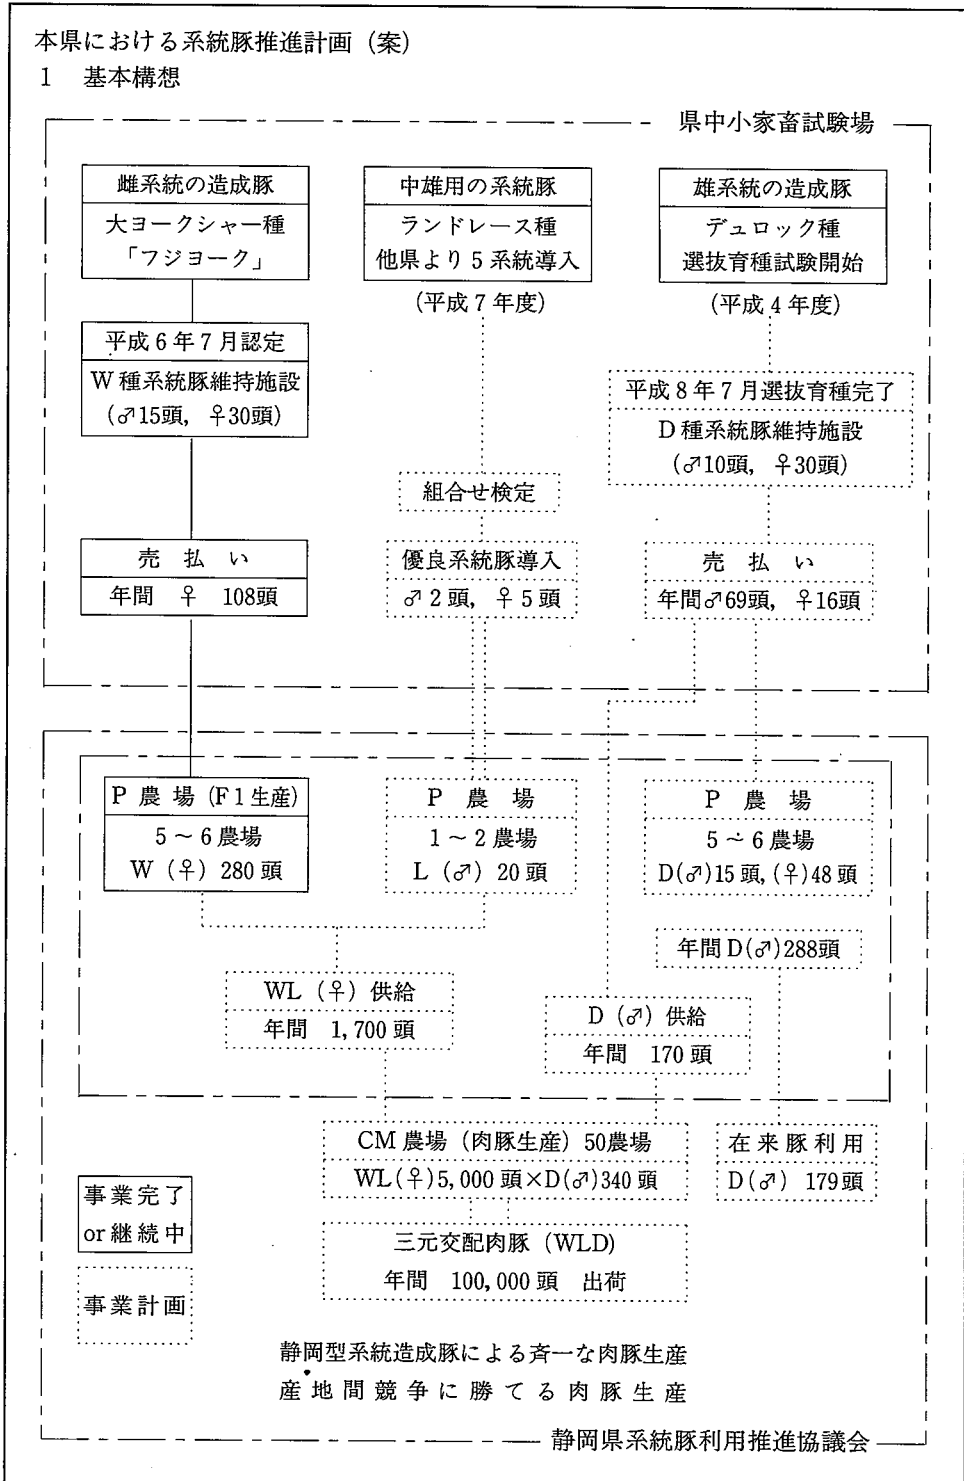 本県における系統豚推進計画（案）
1　基本構想
県中小家畜試験場
雌系統の造成豚
大ヨークシャー種
「フジヨーク」
平成6年7月認定
W種系統豚維持施設
(♂15頭, ♀30頭)
売払い
年間　♀　108頭
中雄用の系統豚
ランドレース種
他県より5系統導入
(平成7年度)
組合せ検定
優良系統豚導入
♂2頭, ♀5頭
雄系統の造成豚
デュロック種
選抜育種試験開始
(平成4年度)
平成8年7月選抜育種完了
D種系統豚維持施設
(♂10頭, ♀30頭)
売払い
年間♂69頭, ♀16頭
P農場(F1生産)
5～6農場
W（♀）280頭
P農場
1～2農場
L（♂）20頭
P農場
5～6農場
D(♂)15頭,(♀)48頭
年間D(♂)288頭
WL（♀）供給
年間　1,700頭
D（♂）供給
年間　170頭
CM農場（肉豚生産）50農場
WL(♀)5,000頭×D(♂)340頭
在来豚利用
D(♂)　179頭
三元交配肉豚（WLD)
年間　100,000頭　出荷
事業完了
or継続中
事業計画
静岡型系統造成豚による斉一な肉豚生産
産地間競争に勝てる肉豚生産
静岡県系統豚利用推進協議会